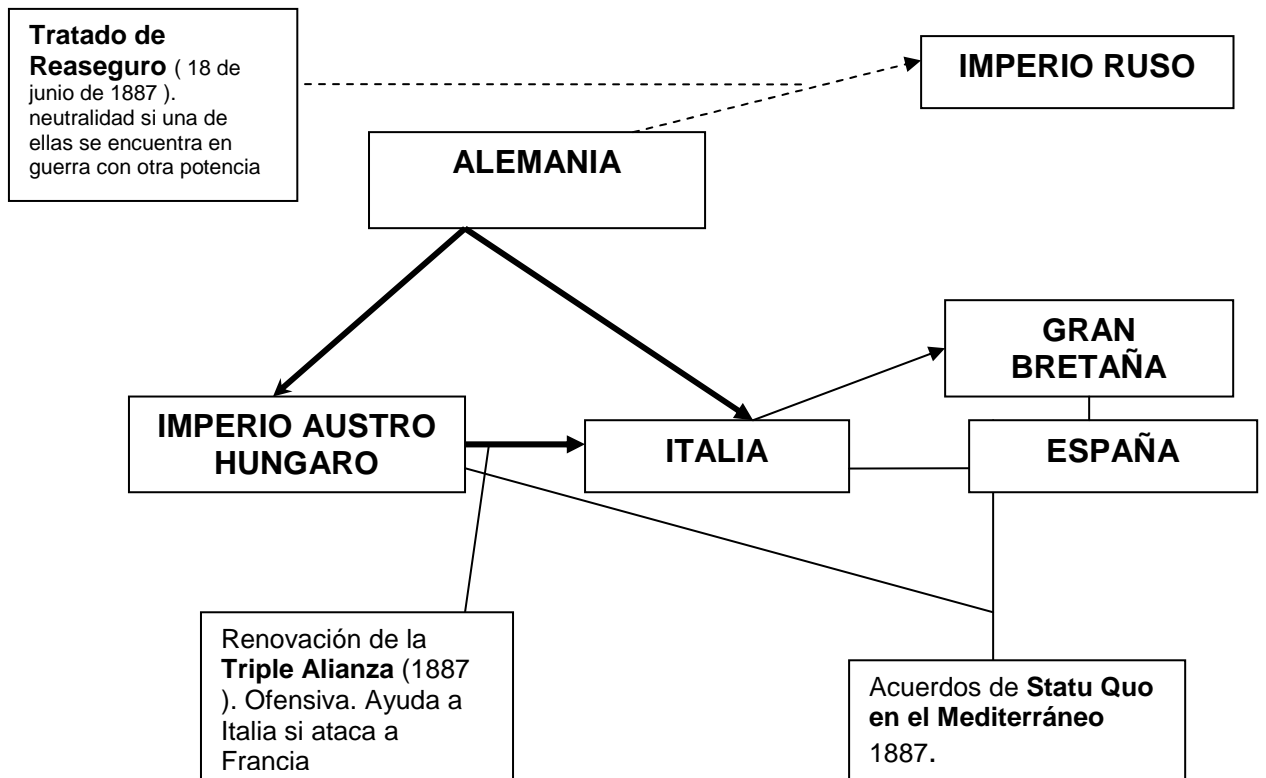 Tratado de
Reaseguro ( 18 de
junio de 1887 ).
neutralidad si una de
ellas se encuentra en
guerra con otra potencia
IMPERIO RUSO
ALEMANIA
GRAN
BRETAÑA
IMPERIO AUSTRO
HUNGARO
ITALIA
ESPAÑA
Renovación de la
Triple Alianza (1887
). Ofensiva. Ayuda a
Italia si ataca a
Francia
Acuerdos de Statu Quo
en el Mediterráneo
1887.